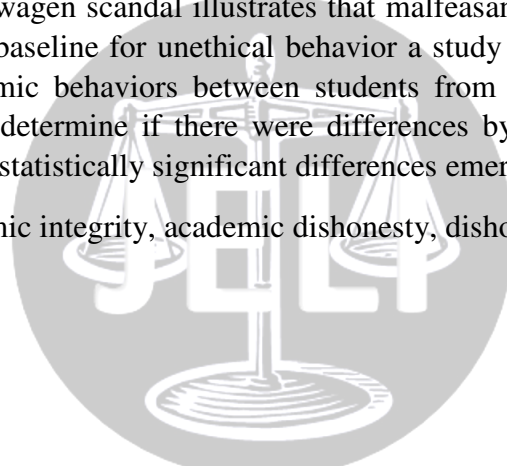 wagen scandal illustrates that malfeasan
baseline for unethical behavior a study
mic behaviors between students from
determine if there were differences by
statistically significant differences emer
nic integrity, academic dishonesty, disho
JELI